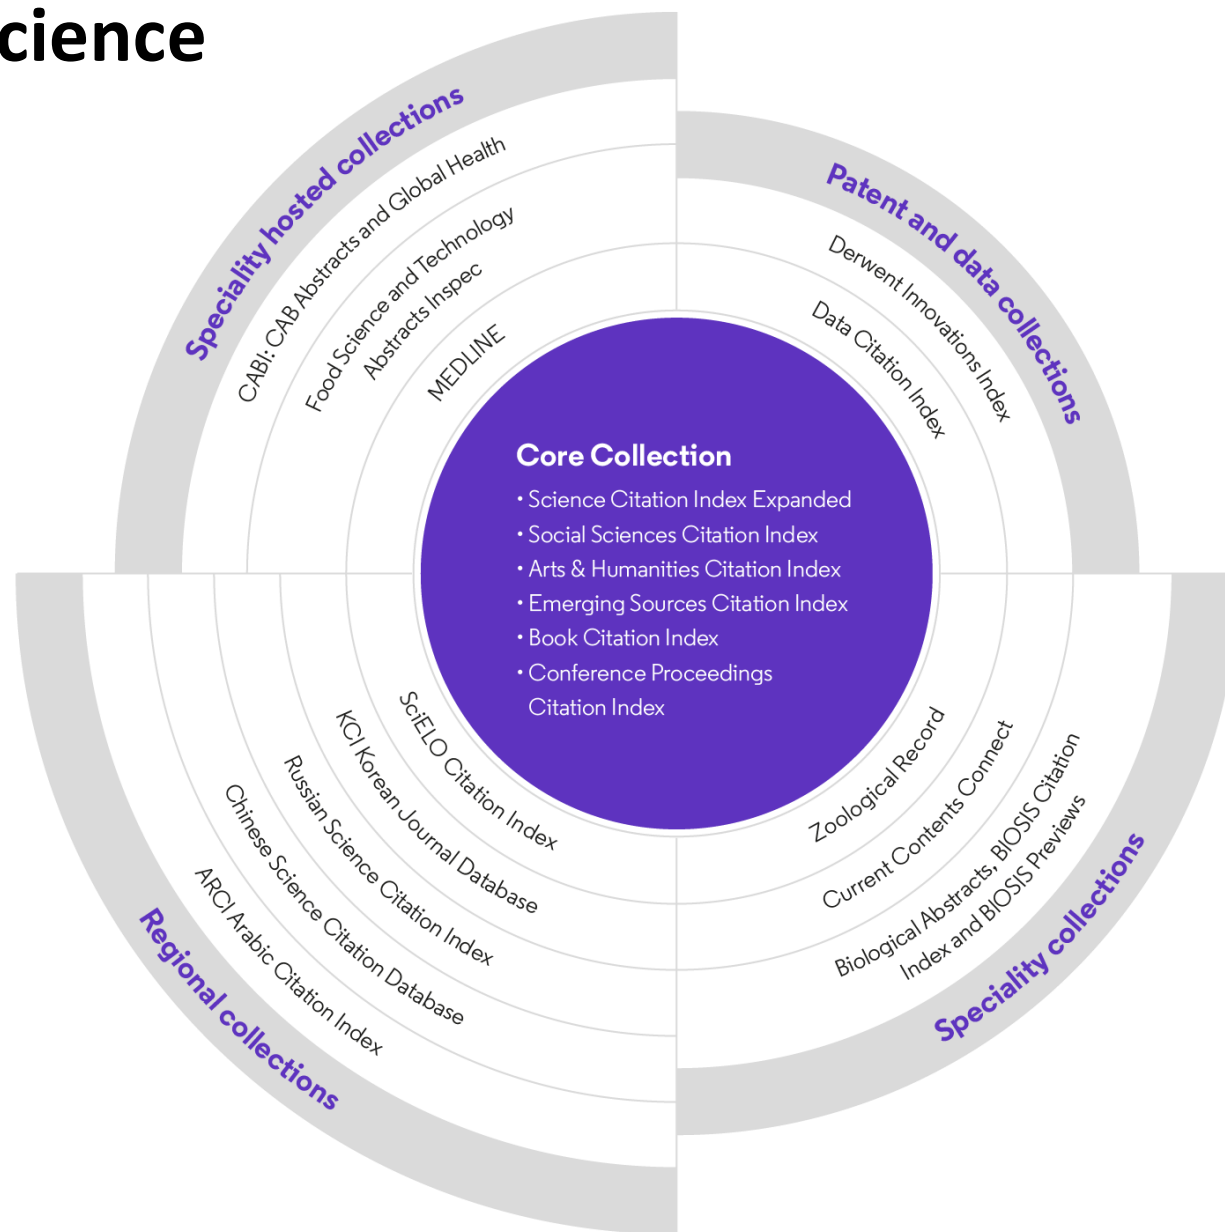 cience
Speciality hosted collections
CABI: CAB Abstracts and Global Health
Food Science and Technology
Abstracts Inspec
MEDLINE
Patent and data collections
Derwent Innovations Index
Data Citation Index
Core Collection
• Science Citation Index Expanded
• Social Sciences Citation Index
• Arts & Humanities Citation Index
• Emerging Sources Citation Index
• Book Citation Index
• Conference Proceedings
Citation Index
SciELO Citation Index
KCI Korean Journal Database
Russian Science Citation Index
Chinese Science Citation Database
ARCI Arabic Citation Index
Regional collections
Zoological Record
Current Contents Connect
Biological Abstracts, BIOSIS Citation
Index and BIOSIS Previews
Speciality collections